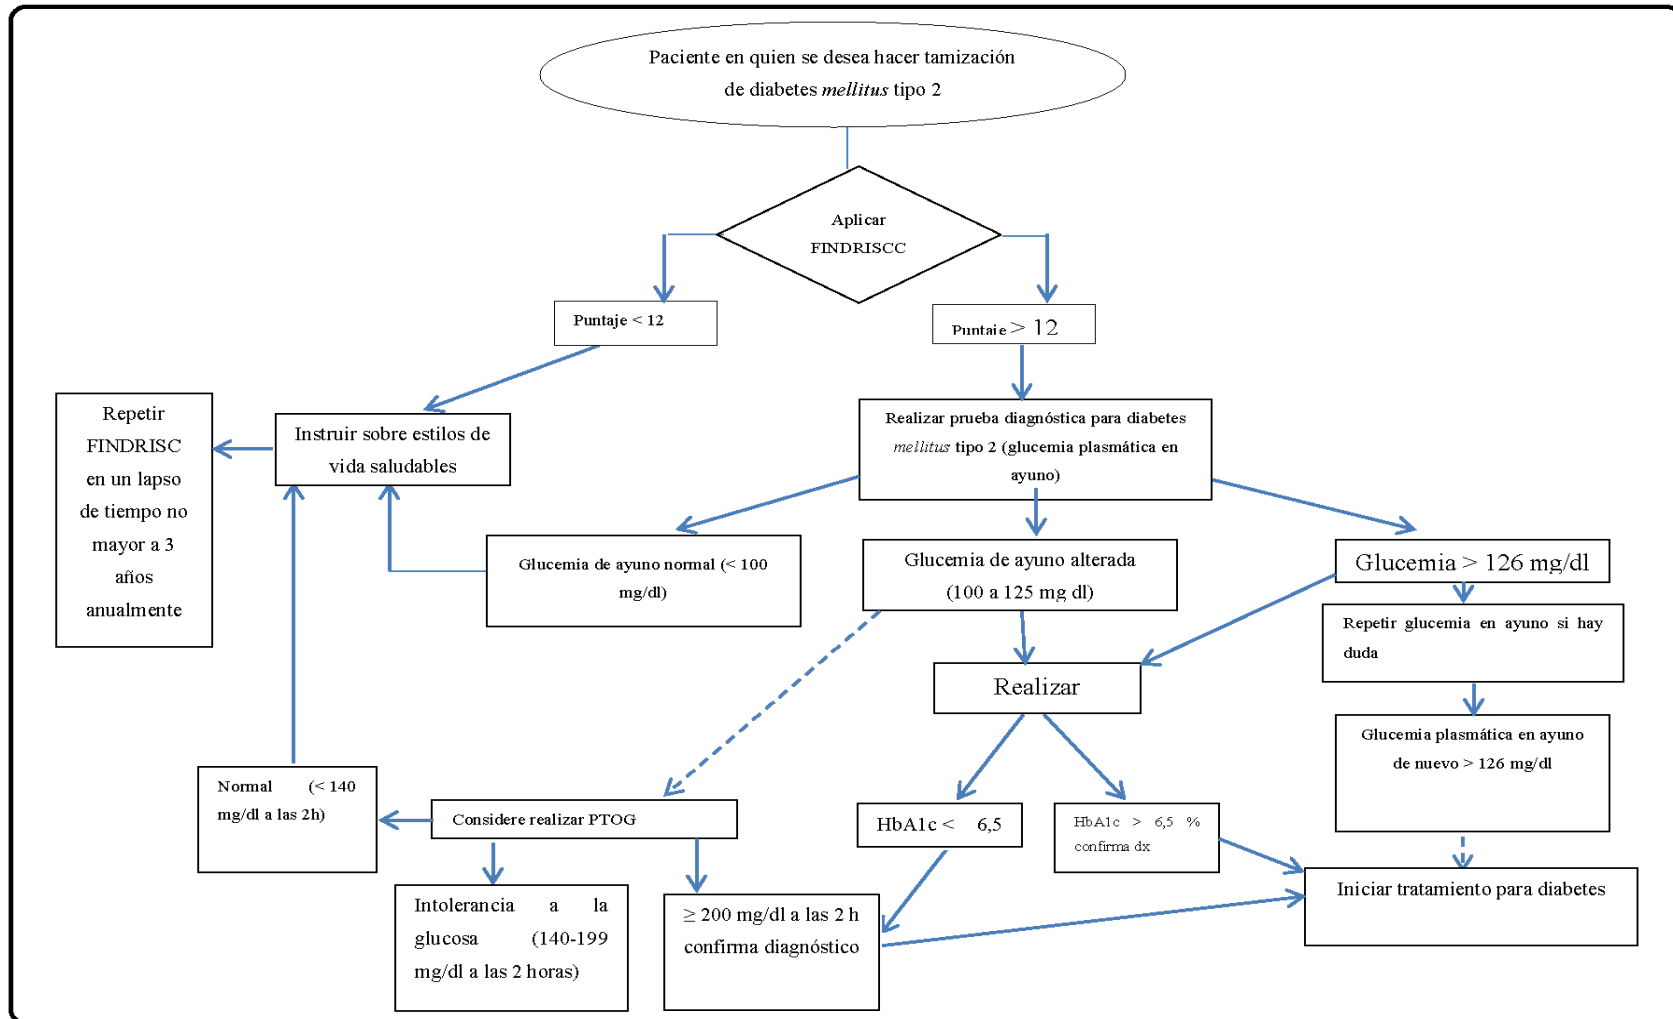 Paciente en quien se desea hacer tamización
de diabetes mellitus tipo 2
Aplicar
FINDRISCC
Puntaje < 12
Puntaie > 12
Repetir
FINDRISC
en un lapso
de tiempo no
mayor a 3
años
anualmente
Instruir sobre estilos de
vida saludables
Realizar prueba diagnóstica para diabetes
mellitus tipo 2 (glucemia plasmática en
ayuno)
Glucemia de ayuno normal (< 100
mg/dl)
Glucemia de ayuno alterada
(100 a 125 mg dl)
Glucemia > 126 mg/dl
Repetir glucemia en ayuno si hay
duda
Realizar
Glucemia plasmática en ayuno
de nuevo > 126 mg/dl
Normal (< 140
mg/dl a las 2h)
Considere realizar PTOG
HbA1c < 6,5
HbA1c > 6,5 %
confirma dx
Intolerancia a la
glucosa (140-199
mg/dl a las 2 horas)
≥ 200 mg/dl a las 2 h
confirma diagnóstico
Iniciar tratamiento para diabetes